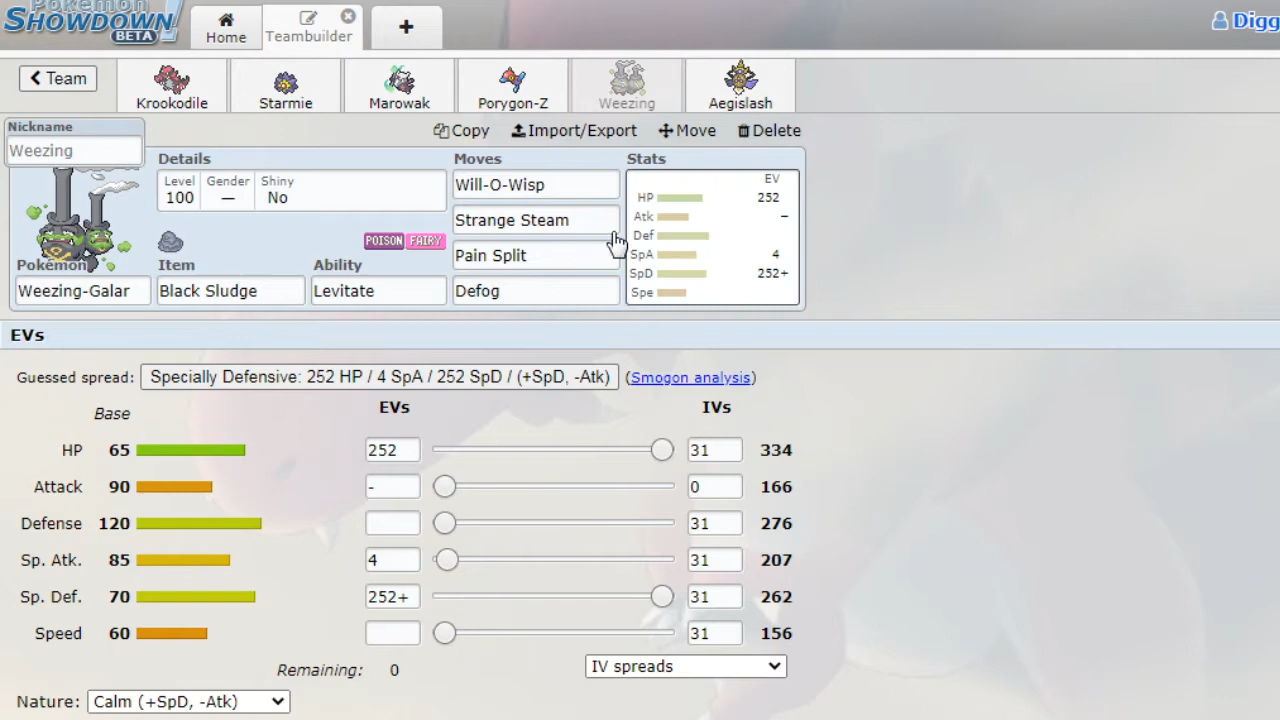 Pokémon
SHOWDOWN
BETA
Home
Teambuilder
+
Digg
Team
Krookodile
Starmie
Marowak
Porygon-Z
Weezing
Aegislash
Nickname
Weezing
Copy
Import/Export
Move
Delete
Details
Level
100
Gender
—
Shiny
No
POISON FAIRY
Pokémon
Weezing-Galar
Item
Black Sludge
Ability
Levitate
Moves
Will-O-Wisp
Strange Steam
Pain Split
Defog
Stats
EV
HP 252
Atk –
Def
SpA 4
SpD 252+
Spe
EVs
Guessed spread: Specially Defensive: 252 HP / 4 SpA / 252 SpD / (+SpD, -Atk) (Smogon analysis)
Base EVs IVs
HP 65 252 31 334
Attack 90 - 0 166
Defense 120 31 276
Sp. Atk. 85 4 31 207
Sp. Def. 70 252+ 31 262
Speed 60 31 156
Remaining: 0 IV spreads
Nature: Calm (+SpD, -Atk)